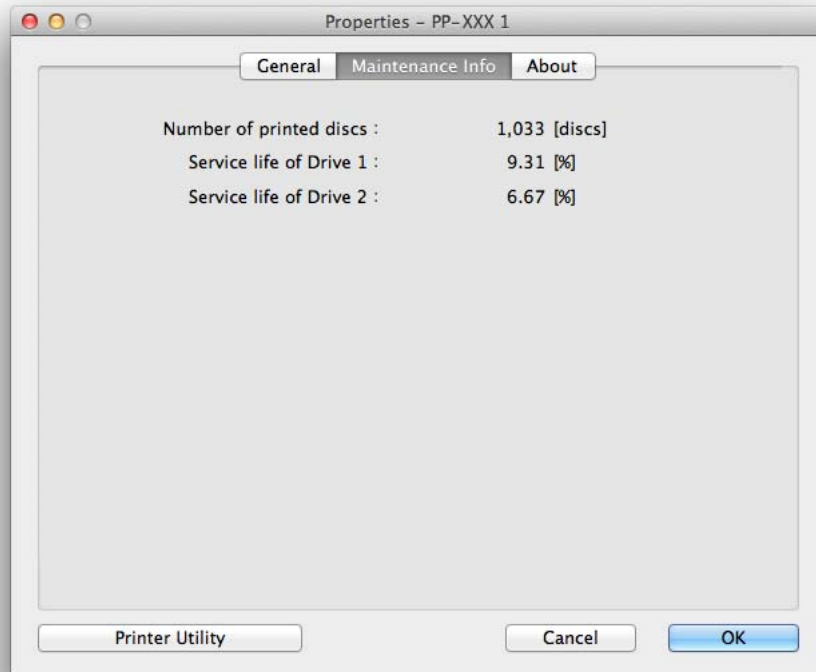 Properties – PP-XXX 1
General Maintenance Info About
Number of printed discs : 1,033 [discs]
Service life of Drive 1 : 9.31 [%]
Service life of Drive 2 : 6.67 [%]
Printer Utility Cancel OK